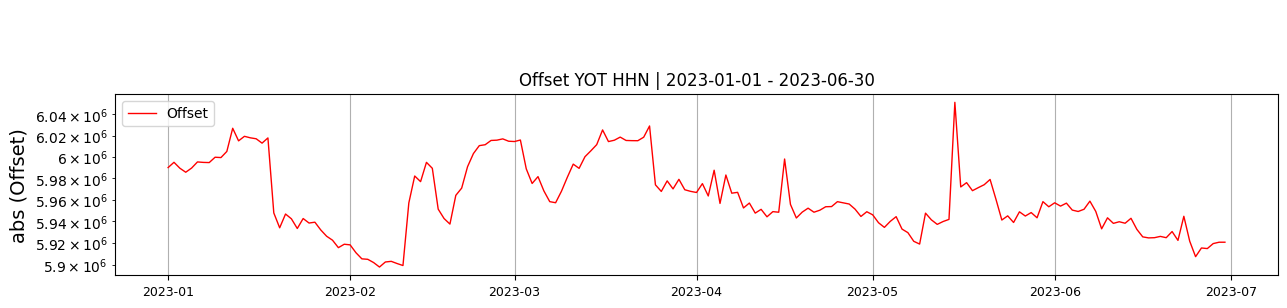 Offset YOT HHN | 2023-01-01 - 2023-06-30
Offset
abs (Offset)
6.04 × 10⁶
6.02 × 10⁶
6 × 10⁶
5.98 × 10⁶
5.96 × 10⁶
5.94 × 10⁶
5.92 × 10⁶
5.9 × 10⁶
2023-01 2023-02 2023-03 2023-04 2023-05 2023-06 2023-07